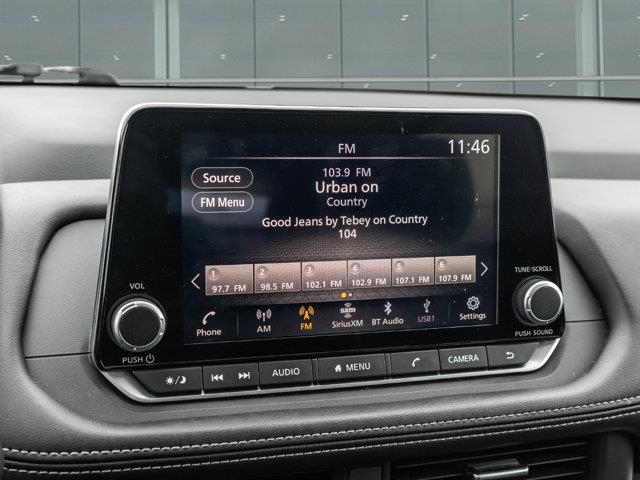 FM
11:46
Source
FM Menu
103.9 FM
Urban on
Country
Good Jeans by Tebey on Country
104
1 2 3 4 5 6
97.7 FM 98.5 FM 102.1 FM 102.9 FM 107.1 FM 107.9 FM
Phone
AM
FM
sxm
SiriusXM
BT Audio
USB1
Settings
VOL
PUSH
TUNE·SCROLL
PUSH SOUND
AUDIO
MENU
CAMERA